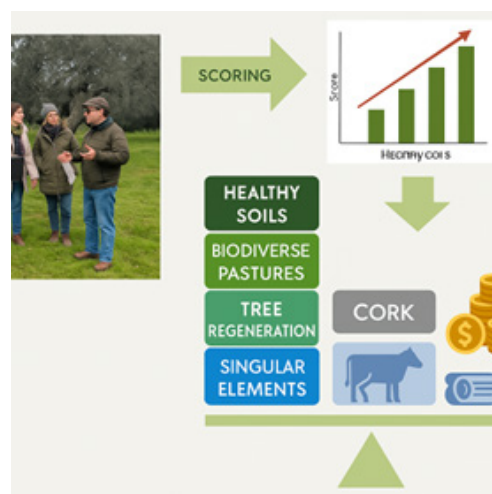 SCORING
Score
HEALTHY
SOILS
BIODIVERSE
PASTURES
TREE
REGENERATION
SINGULAR
ELEMENTS
CORK
$